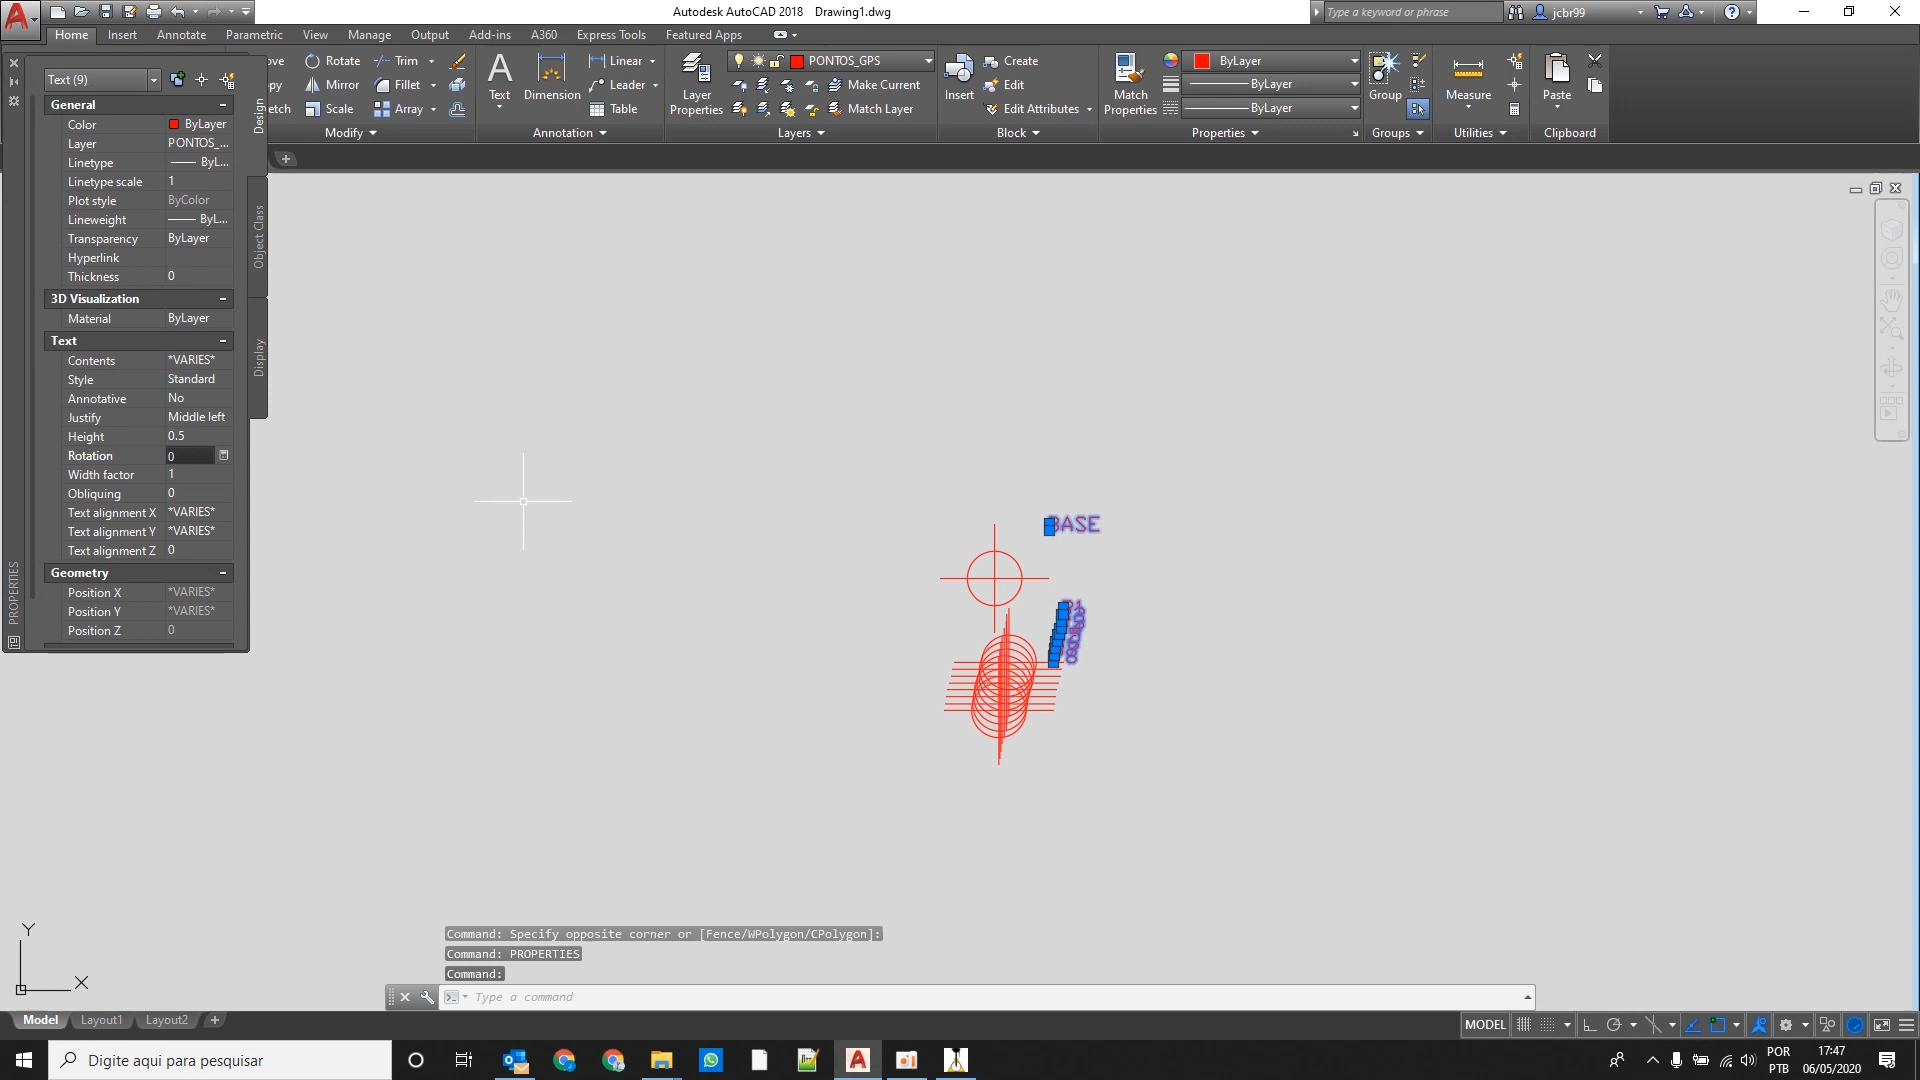 Autodesk AutoCAD 2018 Drawing1.dwg
Type a keyword or phrase
jcbr99
Home Insert Annotate Parametric View Manage Output Add-ins A360 Express Tools Featured Apps
Rotate Trim
Mirror Fillet
Scale Array
Modify
Text
Dimension
Linear
Leader
Table
Annotation
Layer
Properties
PONTOS_GPS
Make Current
Match Layer
Layers
Insert
Create
Edit
Edit Attributes
Block
Match
Properties
ByLayer
ByLayer
ByLayer
Properties
Group
Groups
Measure
Utilities
Paste
Clipboard
Text (9)
General
Color ByLayer
Layer PONTOS_...
Linetype ByL...
Linetype scale 1
Plot style ByColor
Lineweight ByL...
Transparency ByLayer
Hyperlink
Thickness 0
3D Visualization
Material ByLayer
Text
Contents *VARIES*
Style Standard
Annotative No
Justify Middle left
Height 0.5
Rotation 0
Width factor 1
Obliquing 0
Text alignment X *VARIES*
Text alignment Y *VARIES*
Text alignment Z 0
Geometry
Position X *VARIES*
Position Y *VARIES*
Position Z 0
Design
Object Class
Display
PROPERTIES
BASE
Y
X
Command: Specify opposite corner or [Fence/WPolygon/CPolygon]:
Command: PROPERTIES
Command:
Type a command
Model Layout1 Layout2
MODEL
Digite aqui para pesquisar
POR
PTB
17:47
06/05/2020